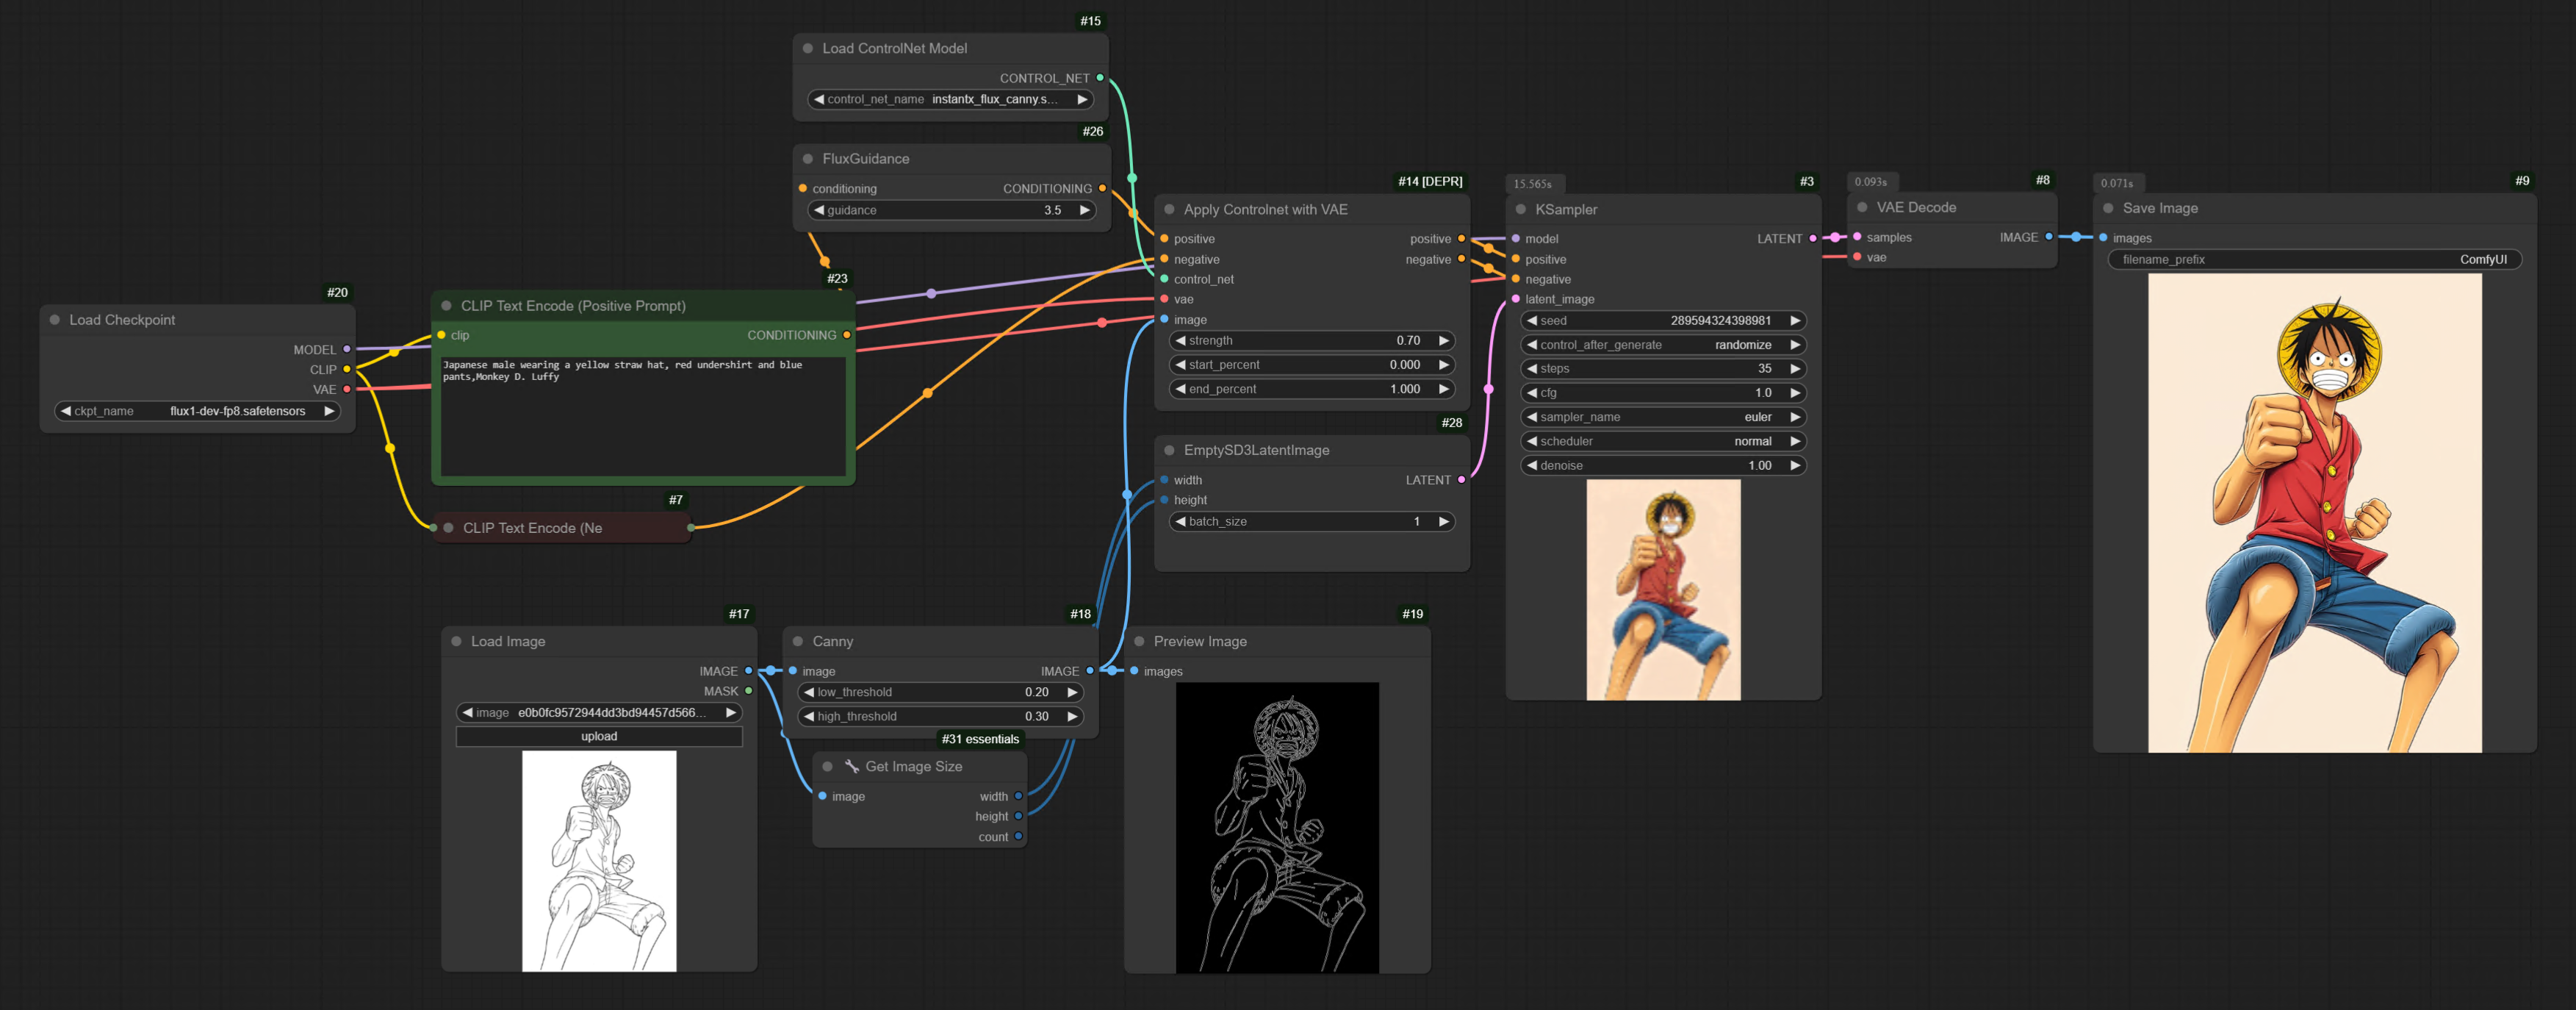 #15
Load ControlNet Model
CONTROL_NET
control_net_name instantx_flux_canny.s...
#26
FluxGuidance
conditioning CONDITIONING
guidance 3.5
#20
Load Checkpoint
MODEL
CLIP
VAE
ckpt_name flux1-dev-fp8.safetensors
#23
CLIP Text Encode (Positive Prompt)
clip CONDITIONING
Japanese male wearing a yellow straw hat, red undershirt and blue
pants,Monkey D. Luffy
#7
CLIP Text Encode (Ne
#14 [DEPR]
Apply Controlnet with VAE
positive positive
negative negative
control_net
vae
image
strength 0.70
start_percent 0.000
end_percent 1.000
#28
EmptySD3LatentImage
width LATENT
height
batch_size 1
15.565s #3
KSampler
model LATENT
positive
negative
latent_image
seed 289594324398981
control_after_generate randomize
steps 35
cfg 1.0
sampler_name euler
scheduler normal
denoise 1.00
0.093s #8
VAE Decode
samples IMAGE
vae
0.071s #9
Save Image
images
filename_prefix ComfyUI
#17
Load Image
IMAGE
MASK
image e0b0fc9572944dd3bd94457d566...
upload
#18
Canny
image IMAGE
low_threshold 0.20
high_threshold 0.30
#31 essentials
Get Image Size
image width
height
count
#19
Preview Image
images